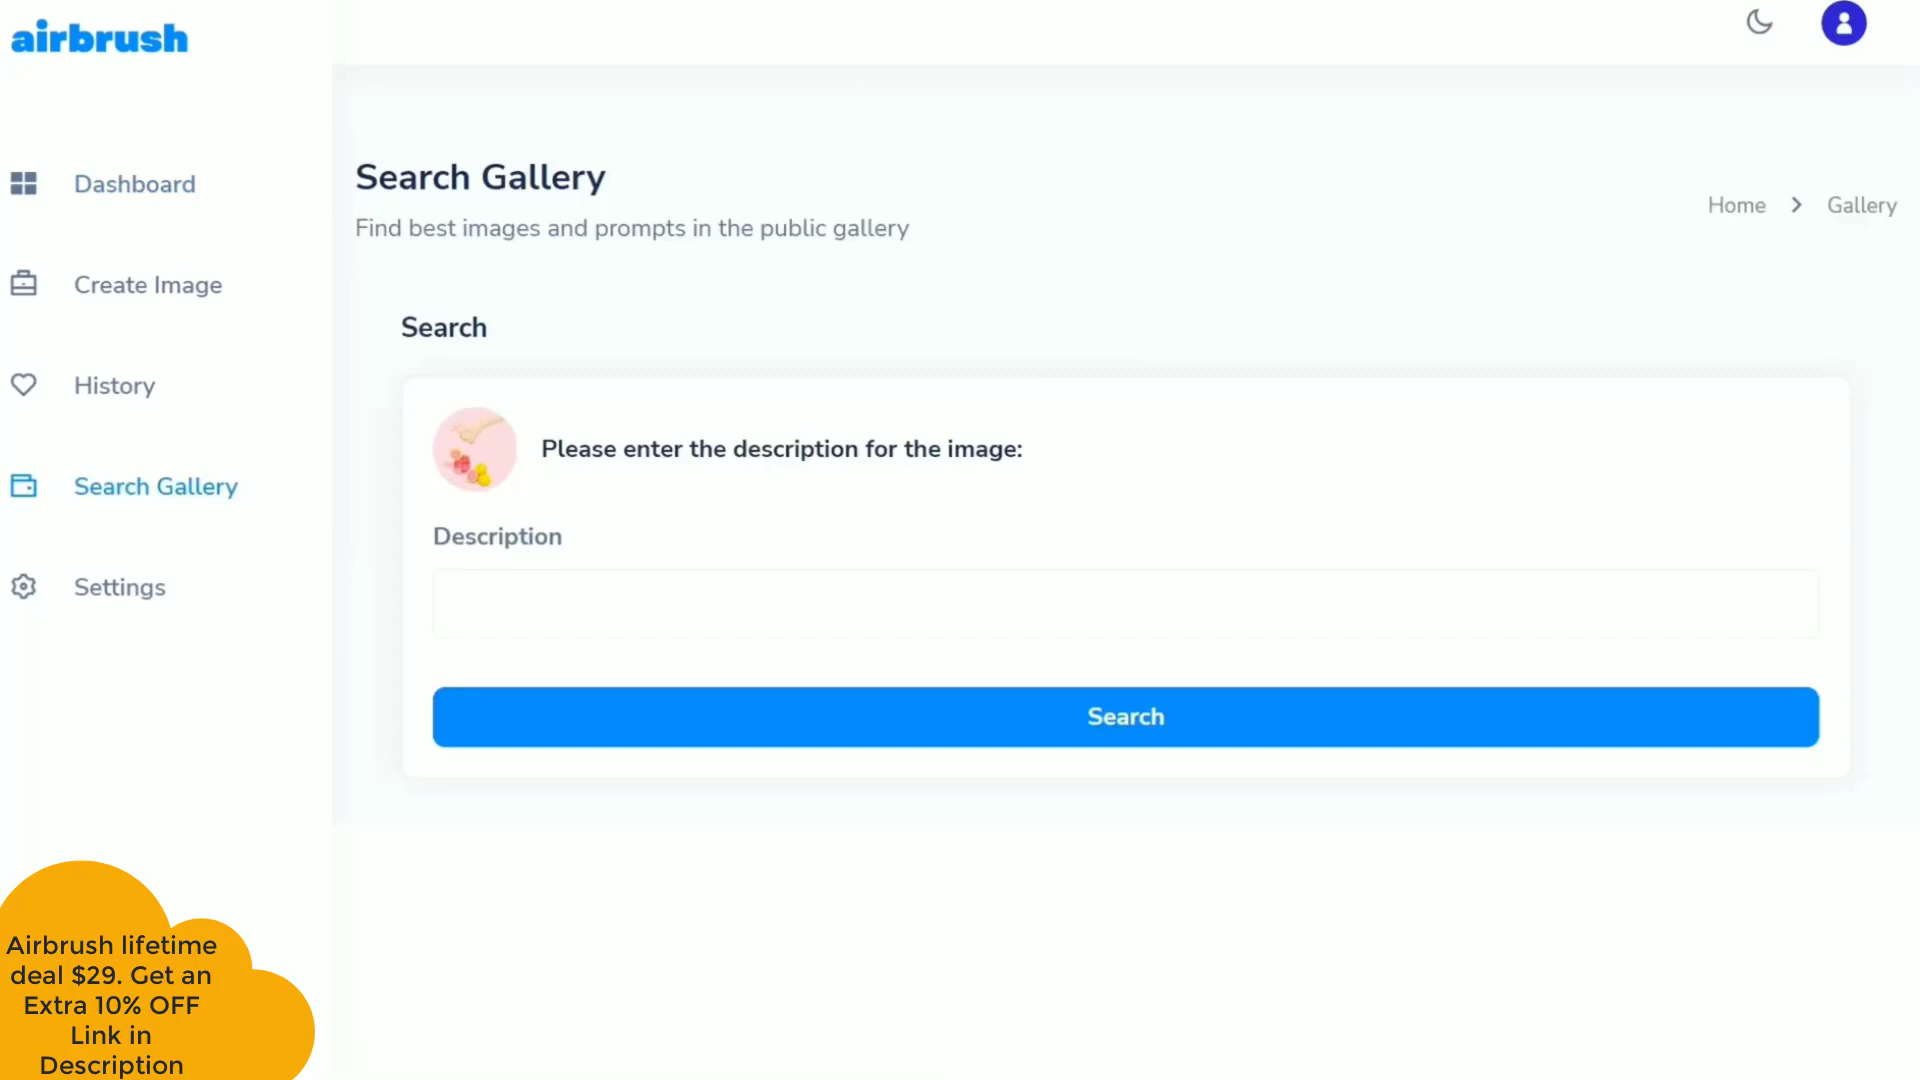 airbrush
Dashboard
Create Image
History
Search Gallery
Settings
Search Gallery
Find best images and prompts in the public gallery
Home > Gallery
Search
Please enter the description for the image:
Description
Search
Airbrush lifetime
deal $29. Get an
Extra 10% OFF
Link in
Description